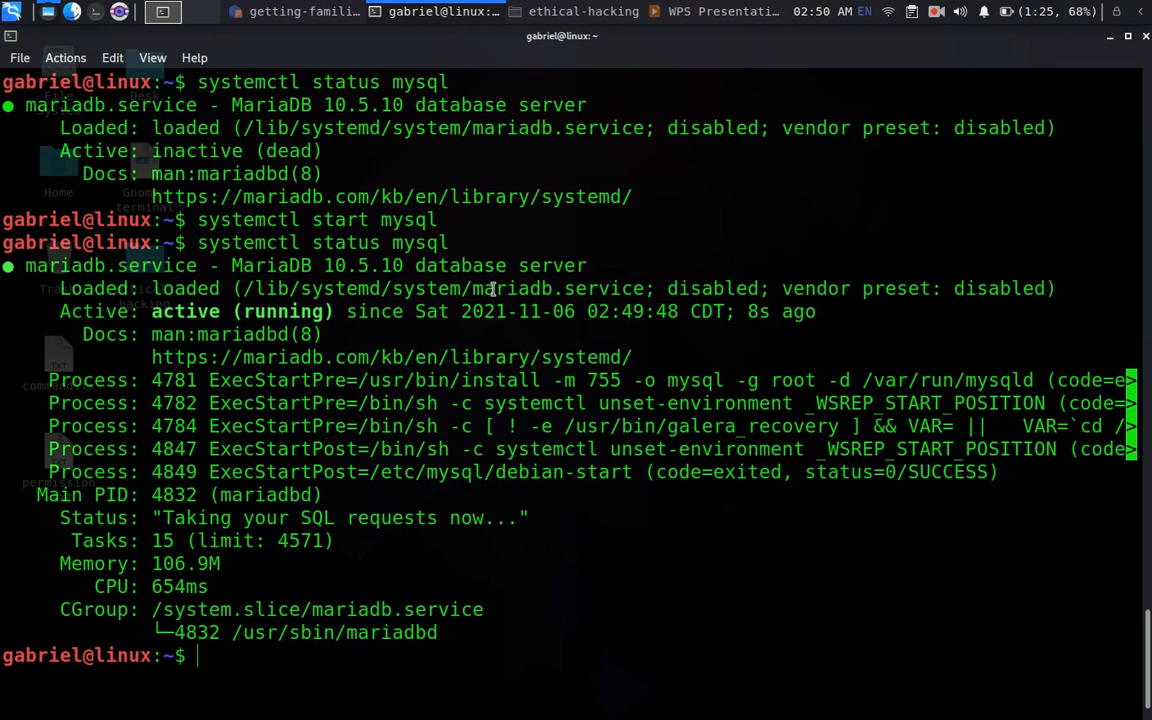 getting-famili...
gabriel@linux:...
ethical-hacking
WPS Presentati...
02:50 AM EN
(1:25, 68%)
gabriel@linux: ~
File Actions Edit View Help
gabriel@linux:~$ systemctl status mysql
● mariadb.service - MariaDB 10.5.10 database server
Loaded: loaded (/lib/systemd/system/mariadb.service; disabled; vendor preset: disabled)
Active: inactive (dead)
Docs: man:mariadbd(8)
https://mariadb.com/kb/en/library/systemd/
gabriel@linux:~$ systemctl start mysql
gabriel@linux:~$ systemctl status mysql
● mariadb.service - MariaDB 10.5.10 database server
Loaded: loaded (/lib/systemd/system/mariadb.service; disabled; vendor preset: disabled)
Active: active (running) since Sat 2021-11-06 02:49:48 CDT; 8s ago
Docs: man:mariadbd(8)
https://mariadb.com/kb/en/library/systemd/
Process: 4781 ExecStartPre=/usr/bin/install -m 755 -o mysql -g root -d /var/run/mysqld (code=e>
Process: 4782 ExecStartPre=/bin/sh -c systemctl unset-environment _WSREP_START_POSITION (code=>
Process: 4784 ExecStartPre=/bin/sh -c [ ! -e /usr/bin/galera_recovery ] && VAR= ||   VAR=`cd />
Process: 4847 ExecStartPost=/bin/sh -c systemctl unset-environment _WSREP_START_POSITION (code>
Process: 4849 ExecStartPost=/etc/mysql/debian-start (code=exited, status=0/SUCCESS)
Main PID: 4832 (mariadbd)
Status: "Taking your SQL requests now..."
Tasks: 15 (limit: 4571)
Memory: 106.9M
CPU: 654ms
CGroup: /system.slice/mariadb.service
└─4832 /usr/sbin/mariadbd
gabriel@linux:~$
Home